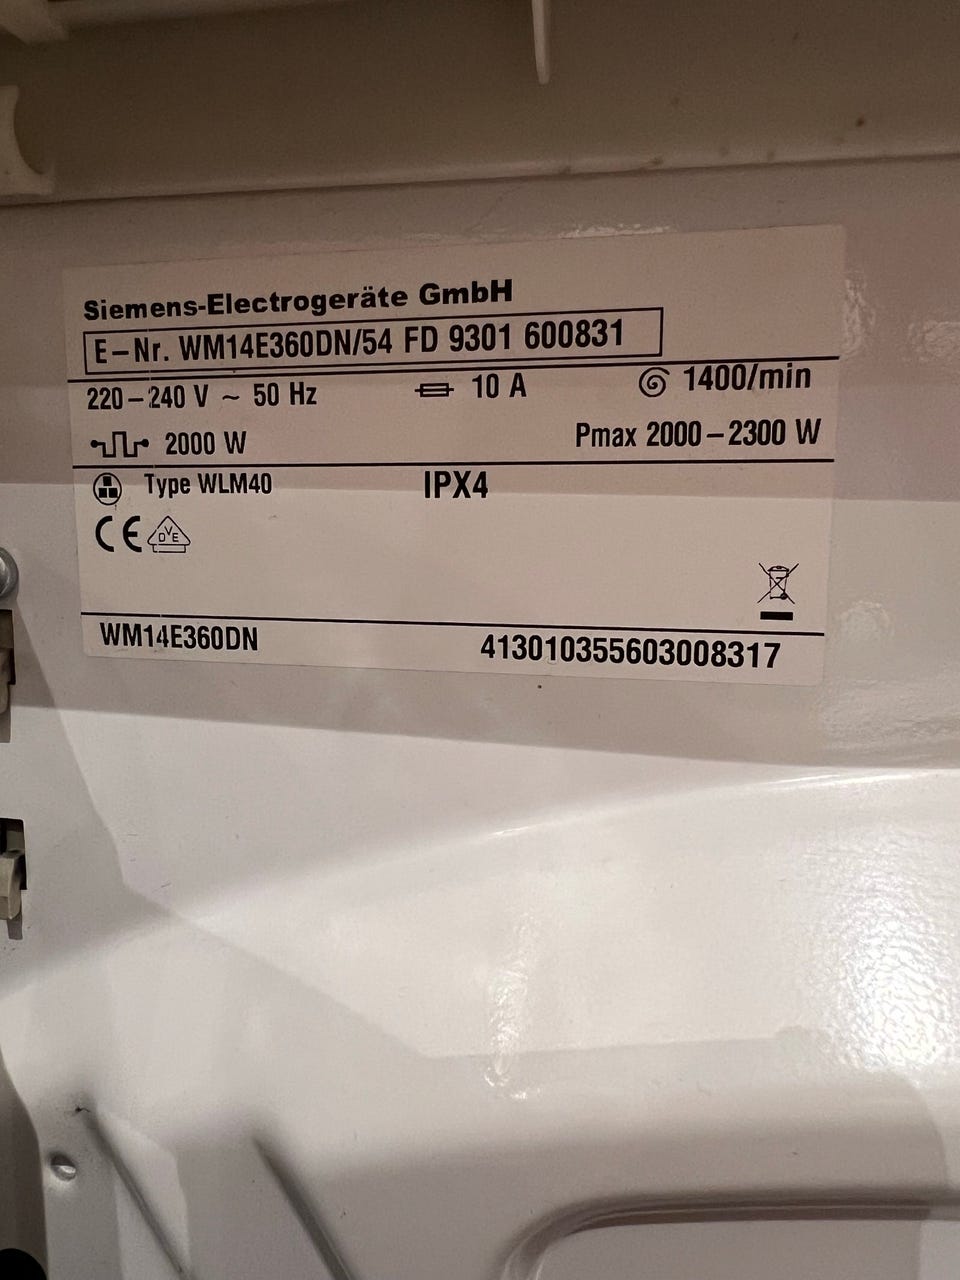 Siemens-Electrogeräte GmbH
E-Nr. WM14E360DN/54 FD 9301 600831
220-240 V ~ 50 Hz 10 A 1400/min
2000 W Pmax 2000-2300 W
Type WLM40 IPX4
CE DVE
WM14E360DN 413010355603008317